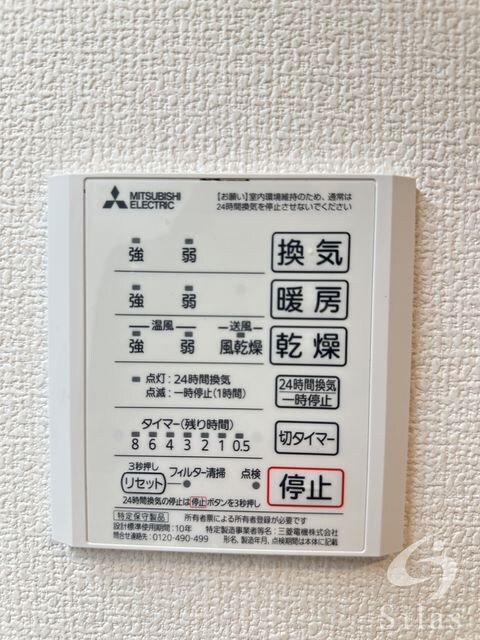 MITSUBISHI
ELECTRIC
【お願い】室内環境維持のため、通常は
24時間換気を停止させないでください
強 弱 換気
強 弱 暖房
温風 送風
強 弱 風乾燥 乾燥
点灯:24時間換気
点滅:一時停止(1時間)
24時間換気
一時停止
タイマー(残り時間)
8 6 4 3 2 1 0.5
切タイマー
3秒押し
リセット フィルター清掃 点検
停止
24時間換気の停止は停止ボタンを3秒押し
特定保守製品 所有者票による所有者登録が必要です
設計標準使用期間:10年 特定製造事業者等名:三菱電機株式会社
問合せ連絡先:0120-490-499 形名、製造年月、点検期間は本体に記載
Silas